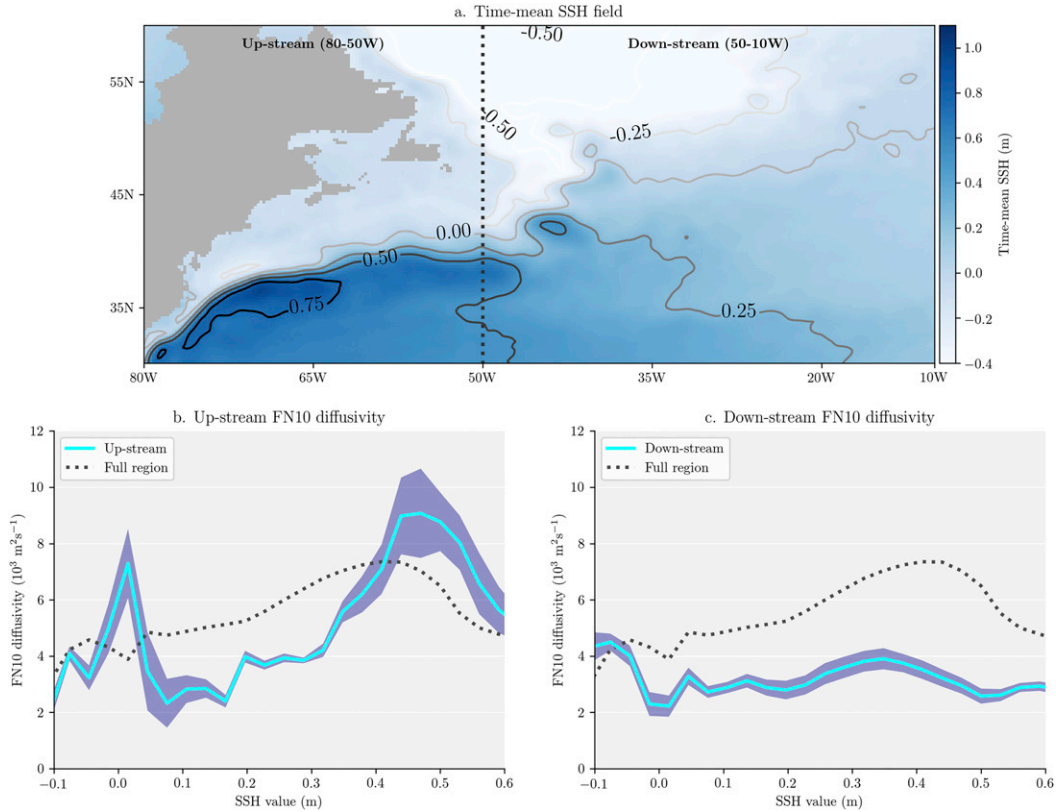 a. Time-mean SSH field
Up-stream (80-50W)
-0.50
Down-stream (50-10W)
-0.50
-0.25
0.00
0.50
0.75
0.25
55N
45N
35N
80W
65W
50W
35W
20W
10W
1.0
0.8
0.6
0.4
0.2
0.0
−0.2
−0.4
Time-mean SSH (m)
b. Up-stream FN10 diffusivity
Up-stream
Full region
12
10
8
6
4
2
0
FN10 diffusivity (10³ m²s⁻¹)
−0.1
0.0
0.1
0.2
0.3
0.4
0.5
0.6
SSH value (m)
c. Down-stream FN10 diffusivity
Down-stream
Full region
12
10
8
6
4
2
0
FN10 diffusivity (10³ m²s⁻¹)
−0.1
0.0
0.1
0.2
0.3
0.4
0.5
0.6
SSH value (m)